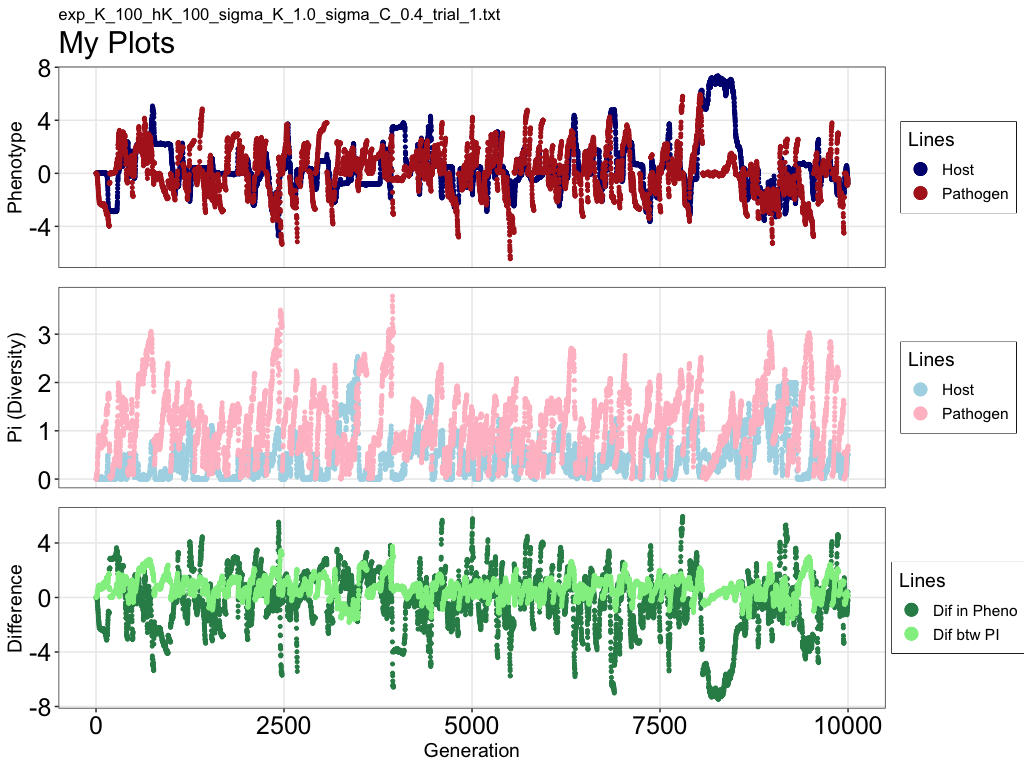 exp_K_100_hK_100_sigma_K_1.0_sigma_C_0.4_trial_1.txt
My Plots
Phenotype
8
4
0
-4
Lines
Host
Pathogen
Pi (Diversity)
3
2
1
0
Lines
Host
Pathogen
Difference
4
0
-4
-8
Lines
Dif in Pheno
Dif btw PI
0 2500 5000 7500 10000
Generation